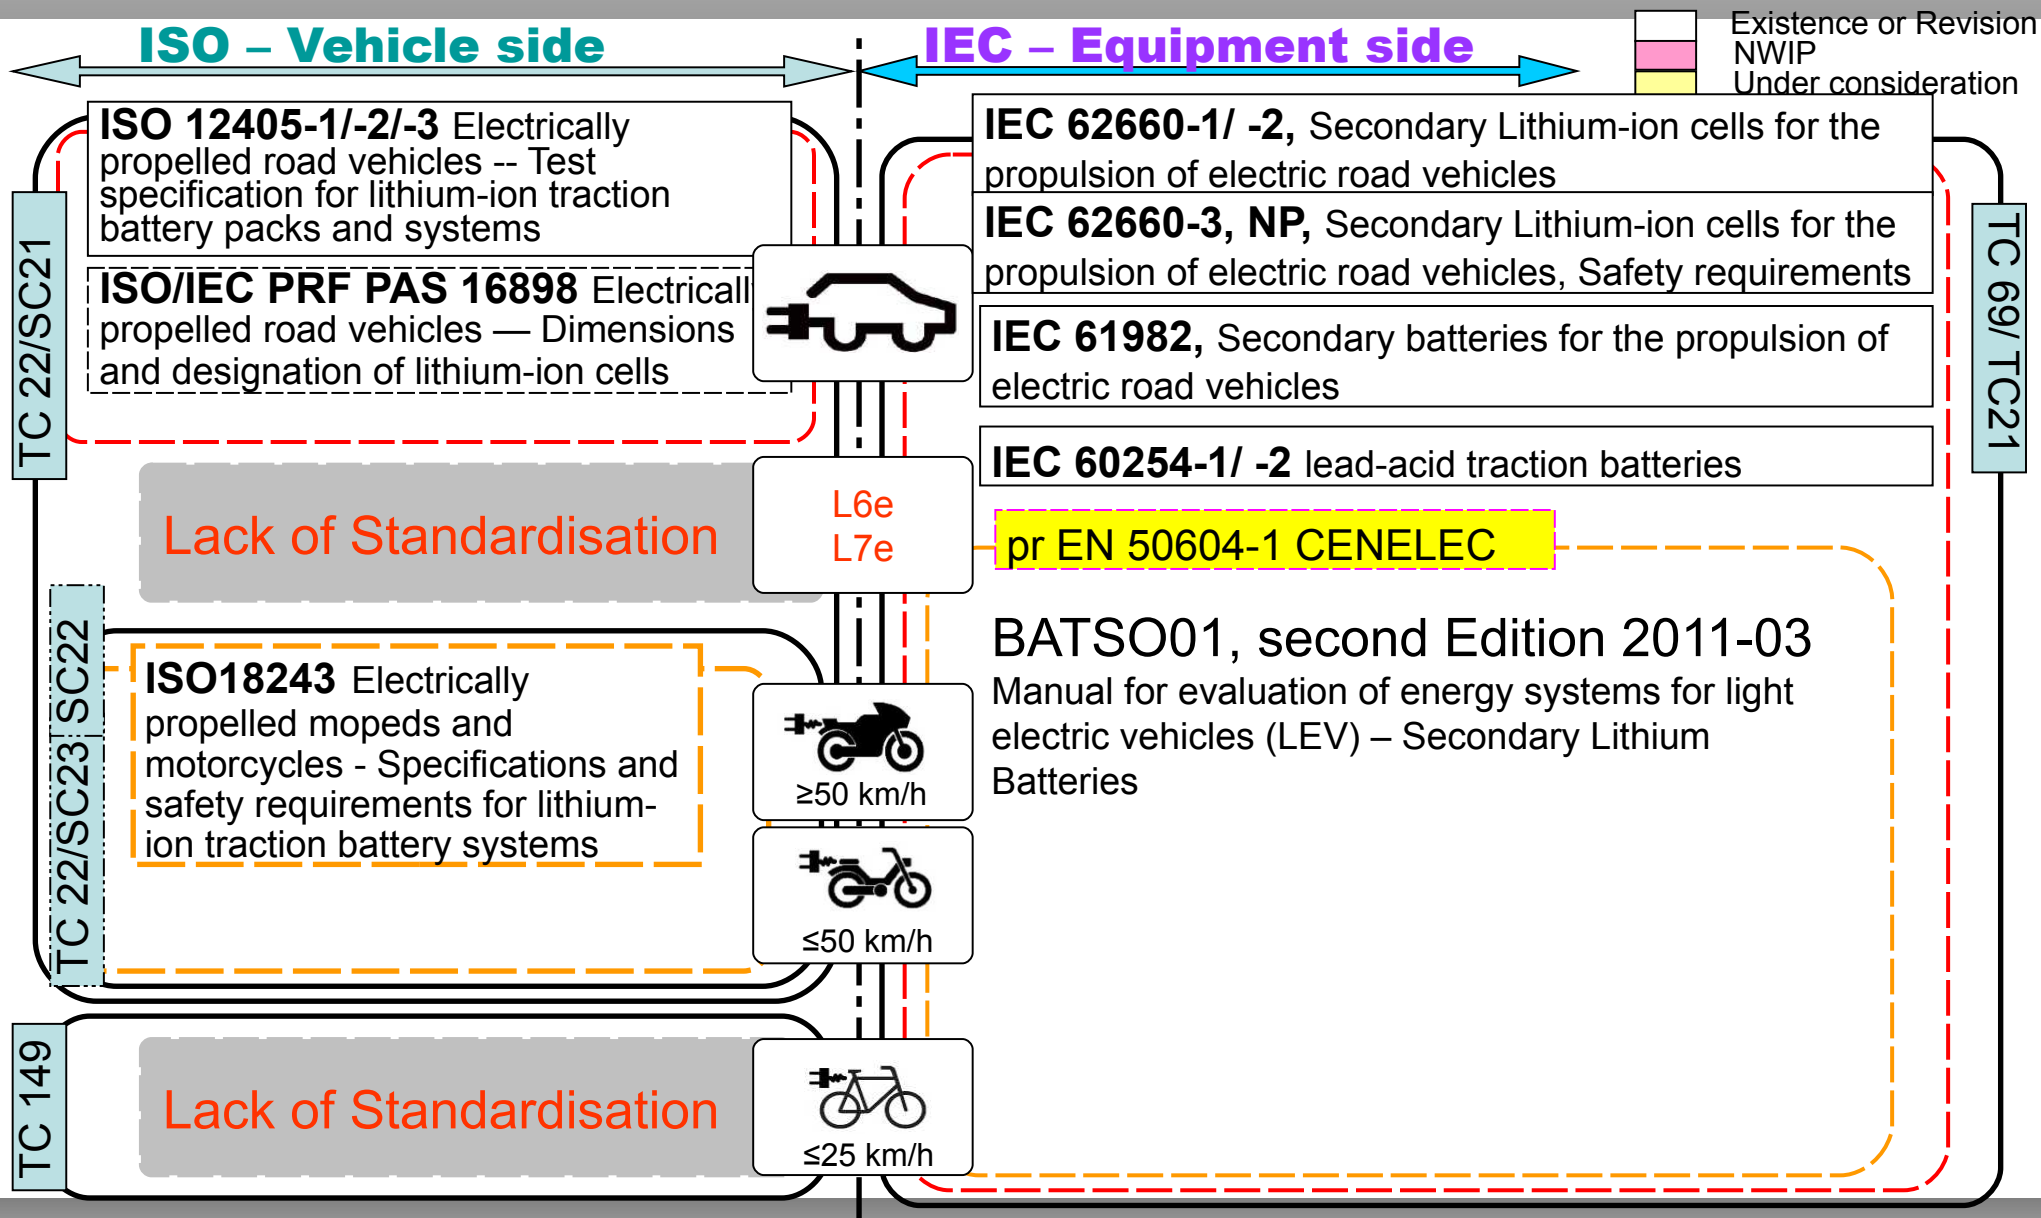 ISO – Vehicle side
IEC – Equipment side
Existence or Revision
NWIP
Under consideration
TC 22/SC21
ISO 12405-1/-2/-3 Electrically
propelled road vehicles -- Test
specification for lithium-ion traction
battery packs and systems
ISO/IEC PRF PAS 16898 Electrically
propelled road vehicles — Dimensions
and designation of lithium-ion cells
IEC 62660-1/ -2, Secondary Lithium-ion cells for the
propulsion of electric road vehicles
IEC 62660-3, NP, Secondary Lithium-ion cells for the
propulsion of electric road vehicles, Safety requirements
IEC 61982, Secondary batteries for the propulsion of
electric road vehicles
IEC 60254-1/ -2 lead-acid traction batteries
TC 69/ TC21
Lack of Standardisation
L6e
L7e
pr EN 50604-1 CENELEC
BATSO01, second Edition 2011-03
Manual for evaluation of energy systems for light
electric vehicles (LEV) – Secondary Lithium
Batteries
TC 22/SC23 SC22
ISO18243 Electrically
propelled mopeds and
motorcycles - Specifications and
safety requirements for lithium-
ion traction battery systems
≥50 km/h
≤50 km/h
TC 149
Lack of Standardisation
≤25 km/h